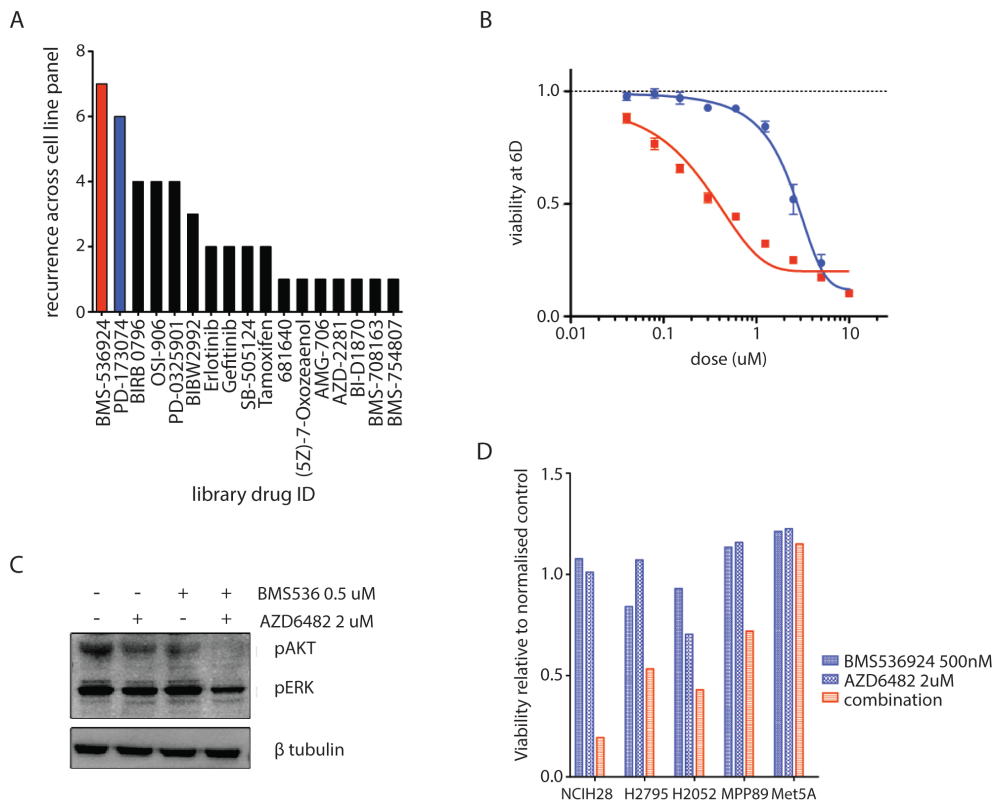 A
recurrence across cell line panel
8
6
4
2
0
BMS-536924
PD-173074
BIRB 0796
OSI-906
PD-0325901
BIBW2992
Erlotinib
Gefitinib
SB-505124
Tamoxifen
681640
(5Z)-7-Oxozeaenol
AMG-706
AZD-2281
BI-D1870
BMS-708163
BMS-754807
library drug ID
B
viability at 6D
1.0
0.5
0.0
0.01 0.1 1 10
dose (uM)
C
- - + + BMS536 0.5 uM
- + - + AZD6482 2 uM
pAKT
pERK
β tubulin
D
Viability relative to normalised control
1.5
1.0
0.5
0.0
NCIH28 H2795 H2052 MPP89 Met5A
BMS536924 500nM
AZD6482 2uM
combination